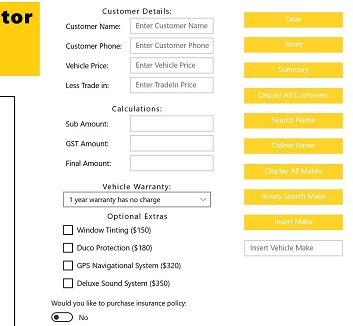 tor
Customer Details:
Customer Name: Enter Customer Name
Customer Phone: Enter Customer Phone
Vehicle Price: Enter Vehicle Price
Less Trade in: Enter TradeIn Price
Calculations:
Sub Amount:
GST Amount:
Final Amount:
Vehicle Warranty:
1 year warranty has no charge
Optional Extras
Window Tinting ($150)
Duco Protection ($180)
GPS Navigational System ($320)
Deluxe Sound System ($350)
Would you like to purchase insurance policy:
No
Save
Reset
Summary
Display All Customers
Search Name
Delete Name
Display All Makes
Binary Search Make
Insert Make
Insert Vehicle Make